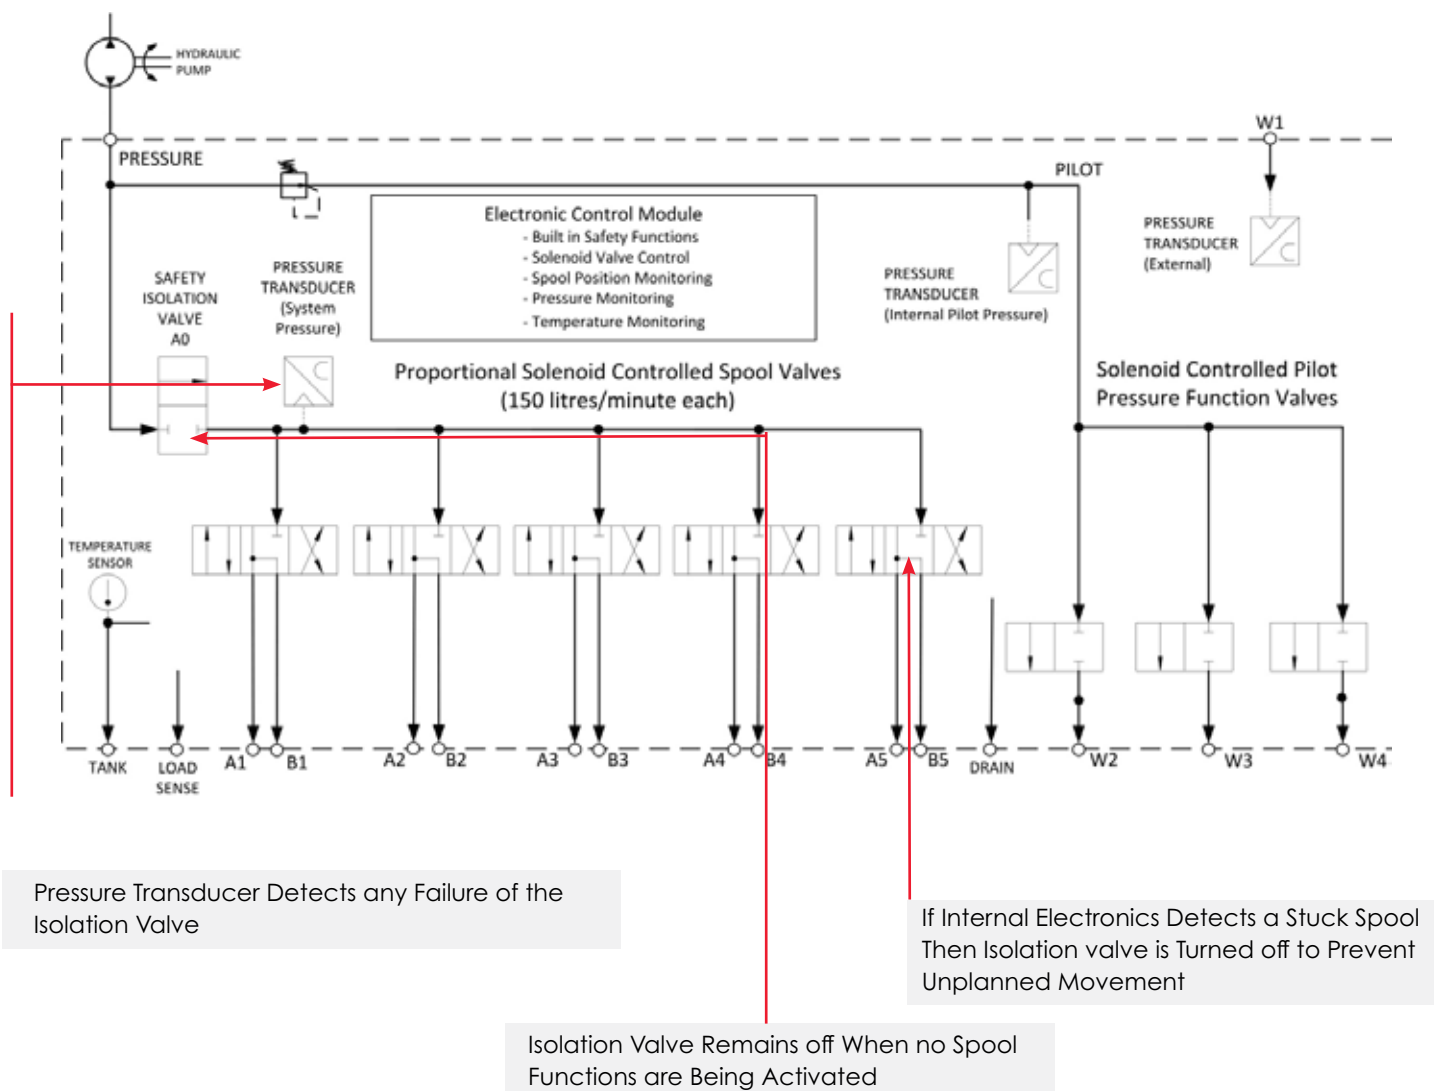 HYDRAULIC
PUMP
W1
PRESSURE
PILOT
Electronic Control Module
- Built in Safety Functions
- Solenoid Valve Control
- Spool Position Monitoring
- Pressure Monitoring
- Temperature Monitoring
PRESSURE
TRANSDUCER
(External)
SAFETY
ISOLATION
VALVE
A0
PRESSURE
TRANSDUCER
(System
Pressure)
PRESSURE
TRANSDUCER
(Internal Pilot Pressure)
Proportional Solenoid Controlled Spool Valves
(150 litres/minute each)
Solenoid Controlled Pilot
Pressure Function Valves
TEMPERATURE
SENSOR
TANK
LOAD
SENSE
A1
B1
A2
B2
A3
B3
A4
B4
A5
B5
DRAIN
W2
W3
W4
Pressure Transducer Detects any Failure of the
Isolation Valve
If Internal Electronics Detects a Stuck Spool
Then Isolation valve is Turned off to Prevent
Unplanned Movement
Isolation Valve Remains off When no Spool
Functions are Being Activated